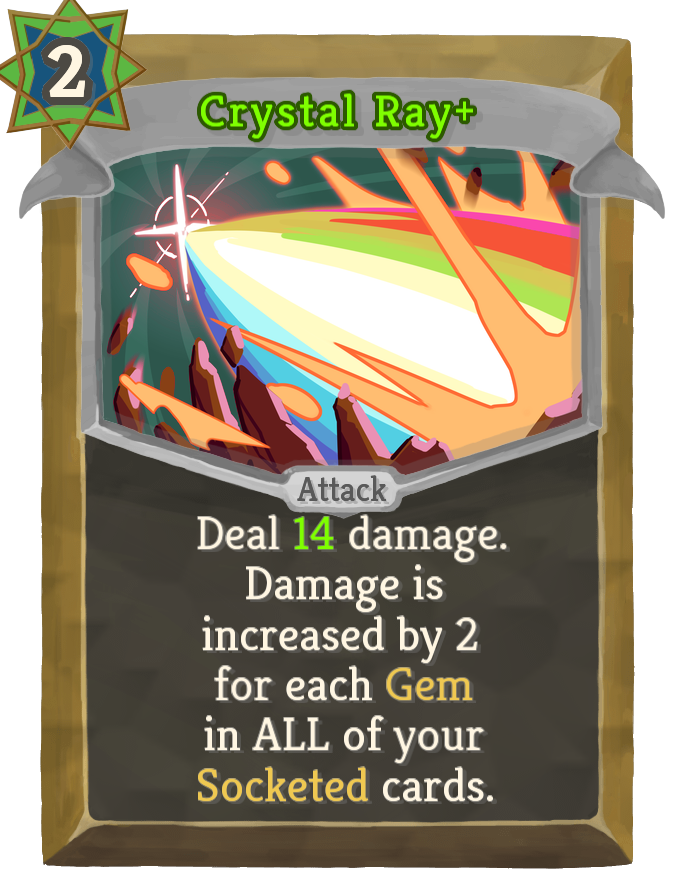 2
Crystal Ray+
Attack
Deal 14 damage.
Damage is
increased by 2
for each Gem
in ALL of your
Socketed cards.